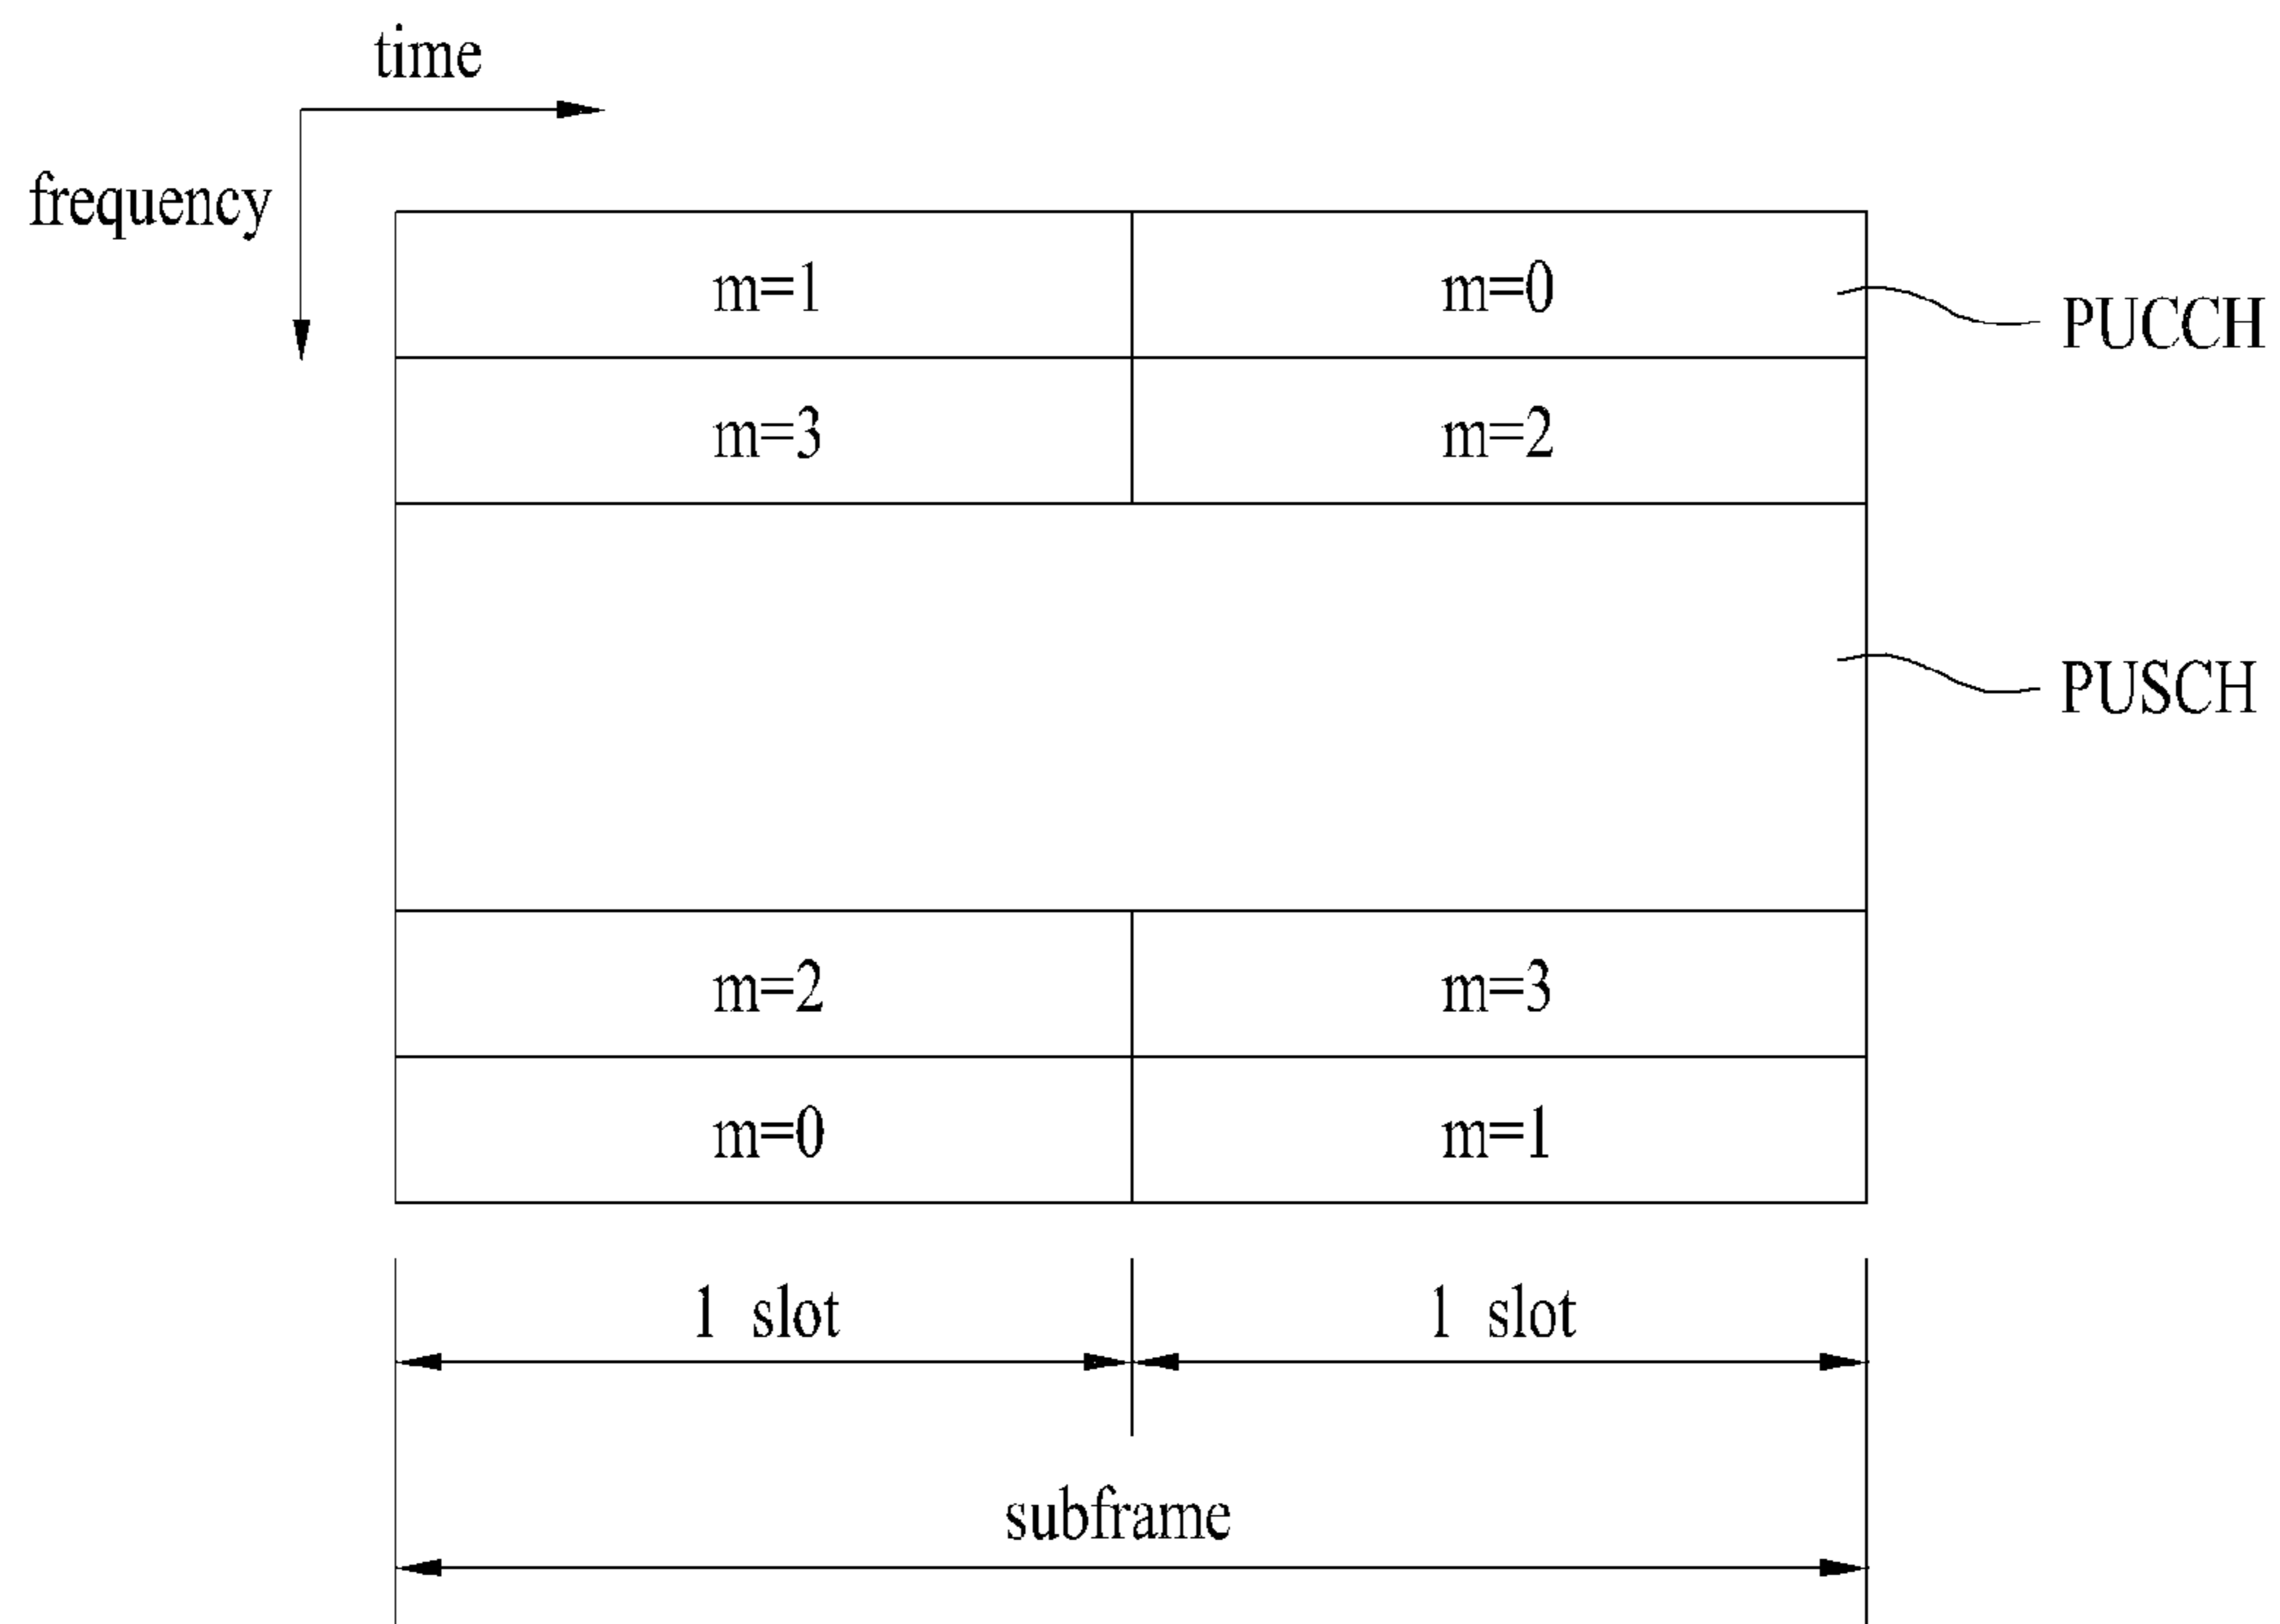 time
frequency
m=1 m=0
PUCCH
m=3 m=2
PUSCH
m=2 m=3
m=0 m=1
1 slot 1 slot
subframe